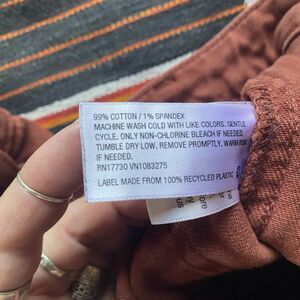 99% COTTON / 1% SPANDEX
MACHINE WASH COLD WITH LIKE COLORS, GENTLE
CYCLE. ONLY NON-CHLORINE BLEACH IF NEEDED.
TUMBLE DRY LOW. REMOVE PROMPTLY. WARM IRON
IF NEEDED.
RN17730 VN1083275
LABEL MADE FROM 100% RECYCLED PLASTIC